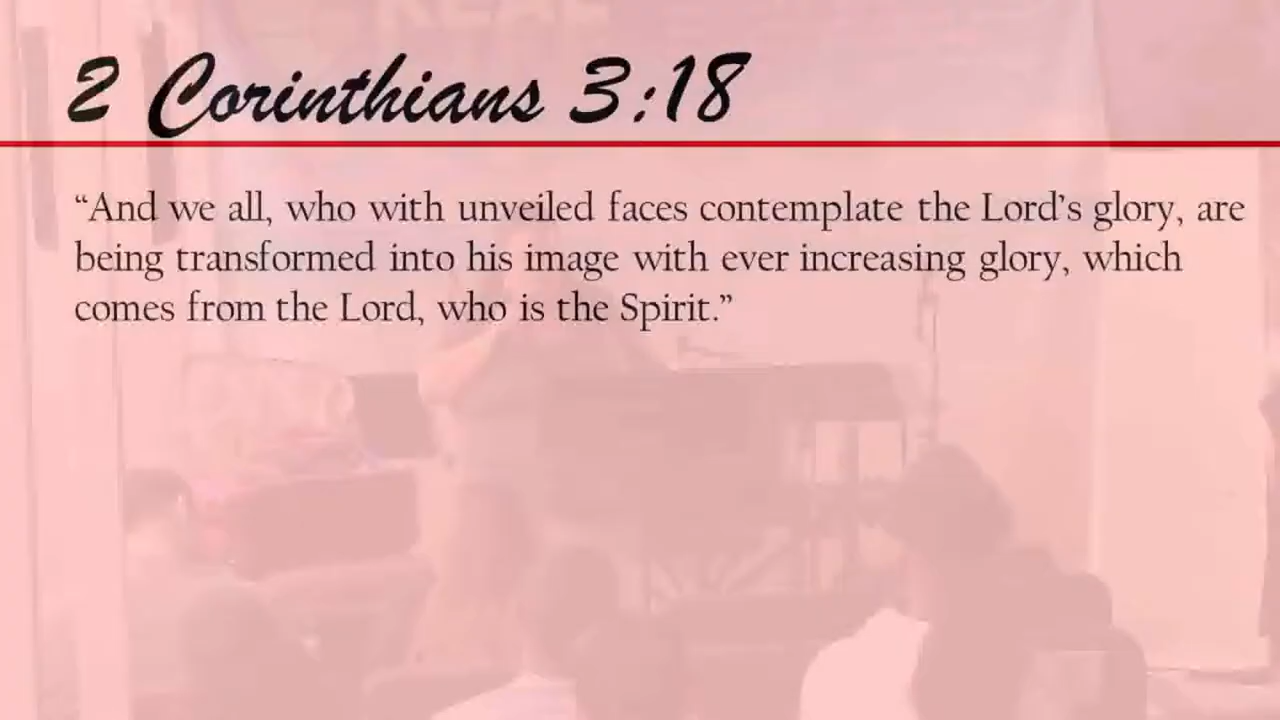 2 Corinthians 3:18
“And we all, who with unveiled faces contemplate the Lord’s glory, are
being transformed into his image with ever increasing glory, which
comes from the Lord, who is the Spirit.”